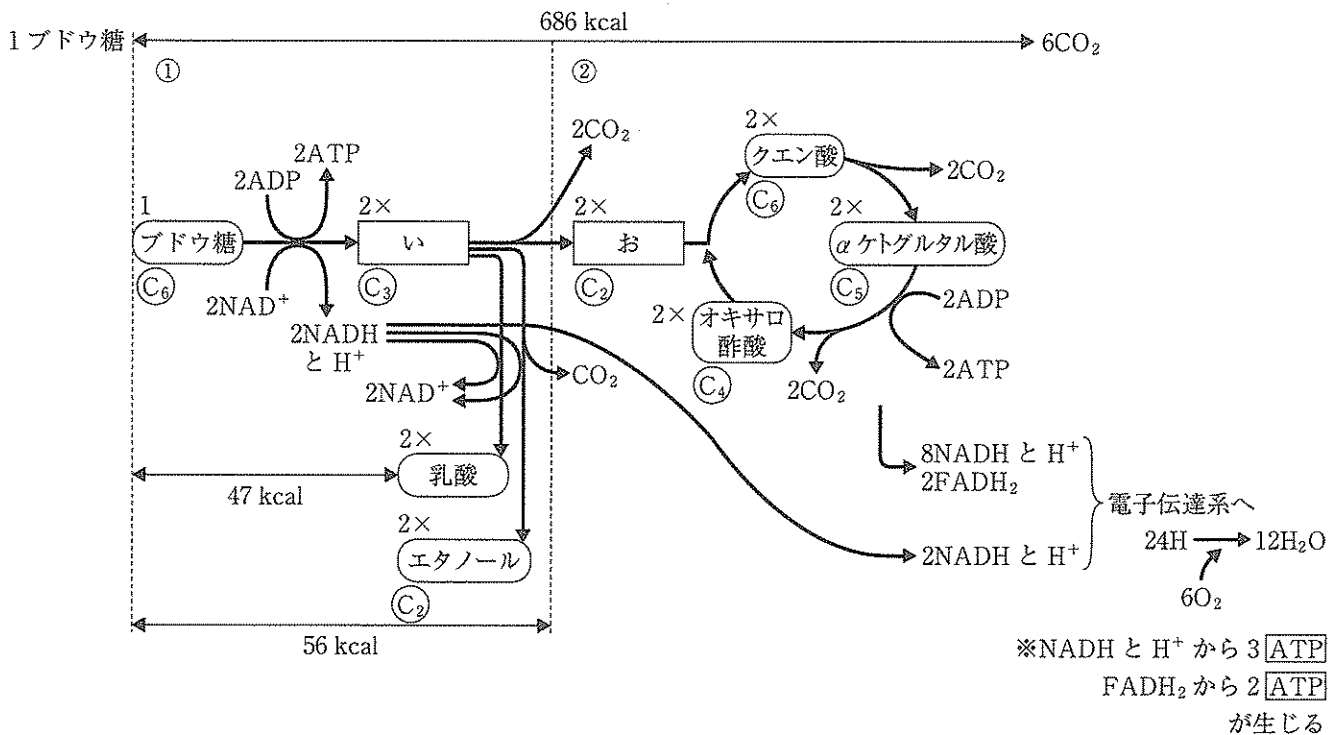 686 kcal
1 ブドウ糖
6CO₂
① ②
2×
2CO₂
クエン酸
2CO₂
2ATP
C₆
2ADP
1 2× 2× 2×
ブドウ糖 い お αケトグルタル酸
C₆ C₃ C₂ C₅
2NAD⁺
2ADP
2NADH
と H⁺
2× オキサロ
酢酸
2ATP
CO₂
C₄
2CO₂
2NAD⁺
2×
乳酸
47 kcal
8NADH と H⁺
2FADH₂
電子伝達系へ
24H 12H₂O
6O₂
2×
エタノール
2NADH と H⁺
C₂
56 kcal
※NADH と H⁺ から 3 ATP
FADH₂ から 2 ATP
が生じる